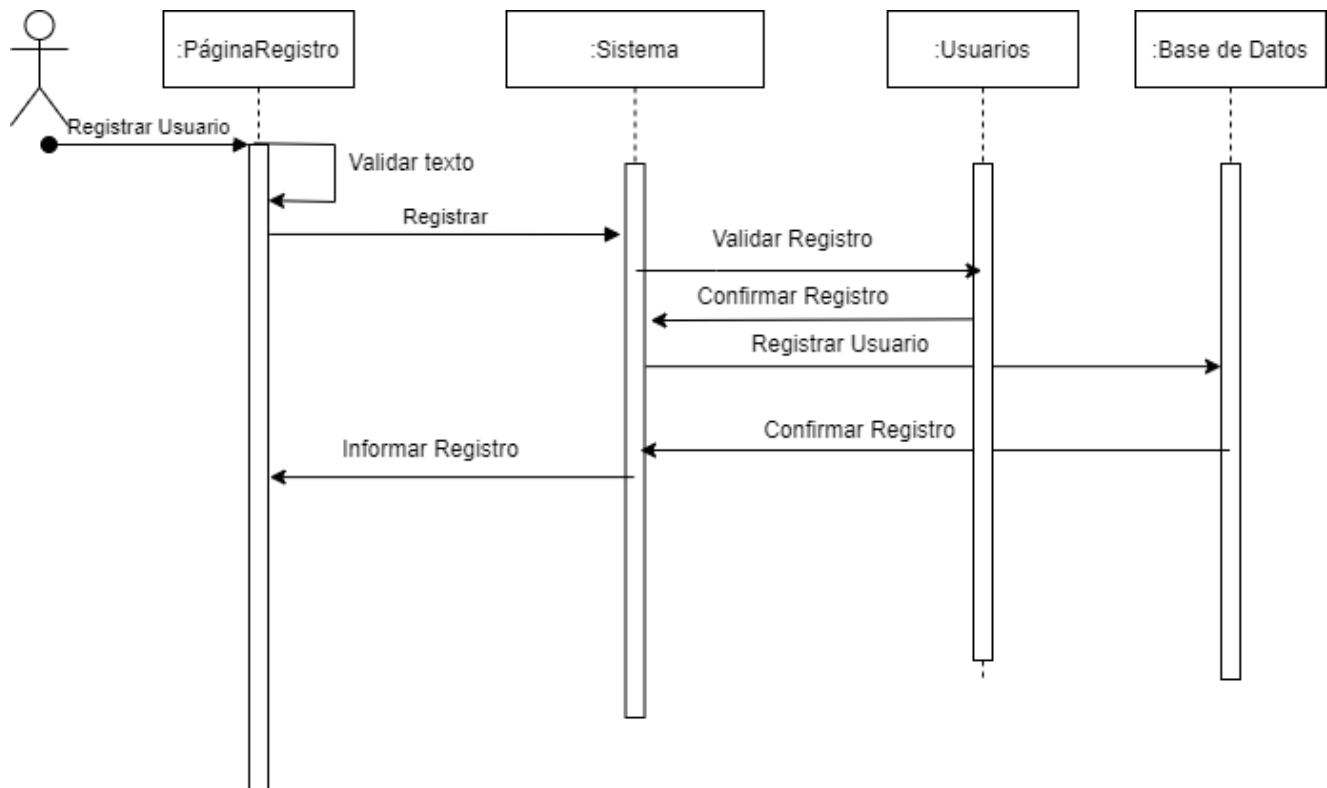 :PáginaRegistro
:Sistema
:Usuarios
:Base de Datos
Registrar Usuario
Validar texto
Registrar
Validar Registro
Confirmar Registro
Registrar Usuario
Confirmar Registro
Informar Registro